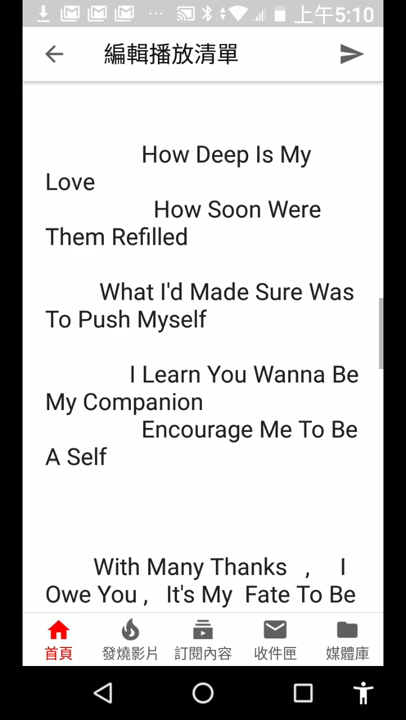 上午5:10
編輯播放清單
How Deep Is My
Love
How Soon Were
Them Refilled
What I'd Made Sure Was
To Push Myself
I Learn You Wanna Be
My Companion
Encourage Me To Be
A Self
With Many Thanks , I
Owe You , It's My Fate To Be
首頁 發燒影片 訂閱內容 收件匣 媒體庫